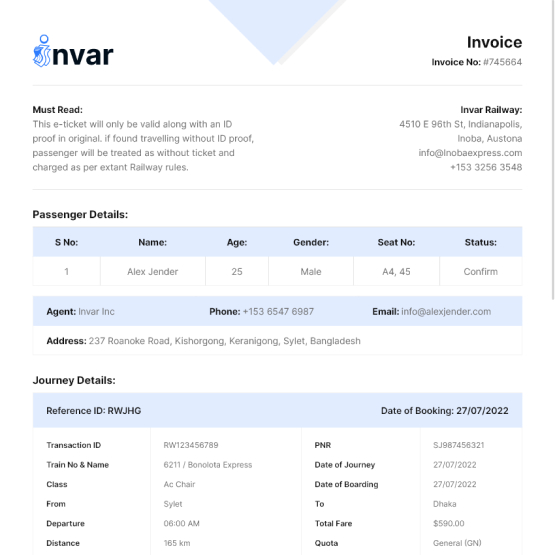 invar
Invoice
Invoice No: #745664
Must Read:
This e-ticket will only be valid along with an ID
proof in original. if found travelling without ID proof,
passenger will be treated as without ticket and
charged as per extant Railway rules.
Invar Railway:
4510 E 96th St, Indianapolis,
Inoba, Austona
info@Inobaexpress.com
+153 3256 3548
Passenger Details:
S No: Name: Age: Gender: Seat No: Status:
1 Alex Jender 25 Male A4, 45 Confirm
Agent: Invar Inc Phone: +153 6547 6987 Email: info@alexjender.com
Address: 237 Roanoke Road, Kishorgong, Keranigong, Sylet, Bangladesh
Journey Details:
Reference ID: RWJHG Date of Booking: 27/07/2022
Transaction ID RW123456789 PNR SJ987456321
Train No & Name 6211 / Bonolota Express Date of Journey 27/07/2022
Class Ac Chair Date of Boarding 27/07/2022
From Sylet To Dhaka
Departure 06:00 AM Total Fare $590.00
Distance 165 km Quota General (GN)